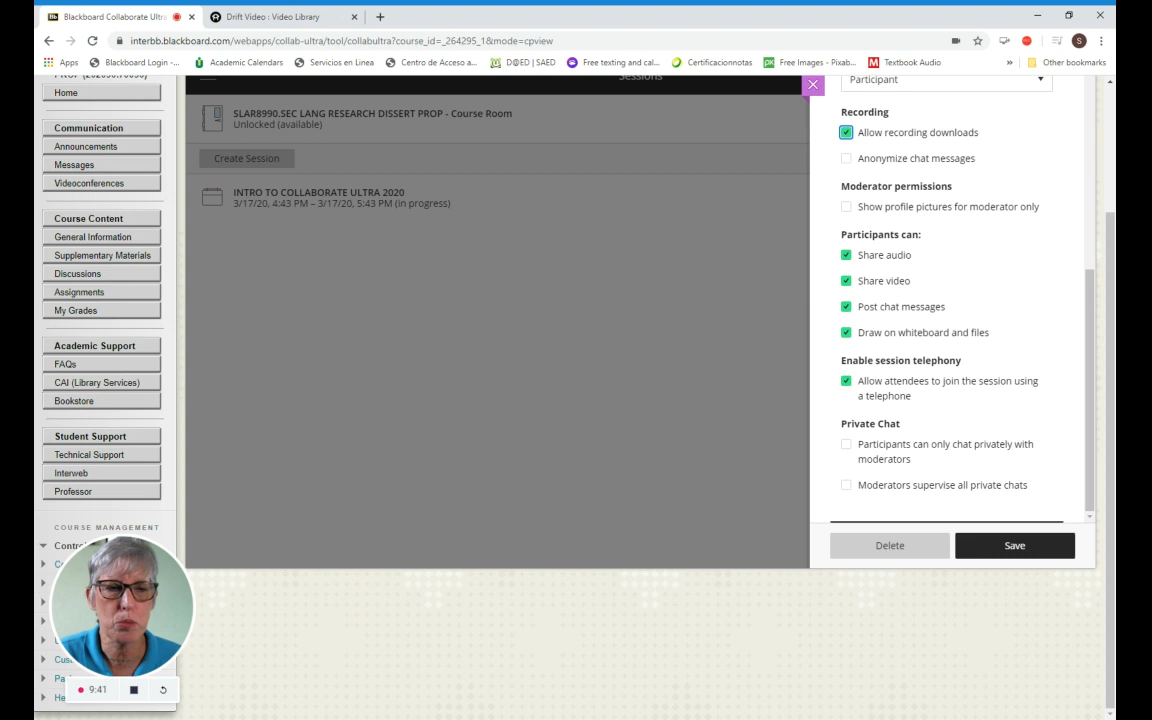 Blackboard Collaborate Ultra
Drift Video : Video Library
interbb.blackboard.com/webapps/collab-ultra/tool/collabultra?course_id=_264295_1&mode=cpview
S
Apps
Blackboard Login -...
Academic Calendars
Servicios en Linea
Centro de Acceso a...
D@ED | SAED
Free texting and cal...
Certificacionnotas
Free Images - Pixab...
Textbook Audio
»
Other bookmarks
Home
Communication
Announcements
Messages
Videoconferences
Course Content
General Information
Supplementary Materials
Discussions
Assignments
My Grades
Academic Support
FAQs
CAI (Library Services)
Bookstore
Student Support
Technical Support
Interweb
Professor
COURSE MANAGEMENT
9:41
Sessions
SLAR8990.SEC LANG RESEARCH DISSERT PROP - Course Room
Unlocked (available)
Create Session
INTRO TO COLLABORATE ULTRA 2020
3/17/20, 4:43 PM – 3/17/20, 5:43 PM (in progress)
Participant
Recording
Allow recording downloads
Anonymize chat messages
Moderator permissions
Show profile pictures for moderator only
Participants can:
Share audio
Share video
Post chat messages
Draw on whiteboard and files
Enable session telephony
Allow attendees to join the session using
a telephone
Private Chat
Participants can only chat privately with
moderators
Moderators supervise all private chats
Delete
Save